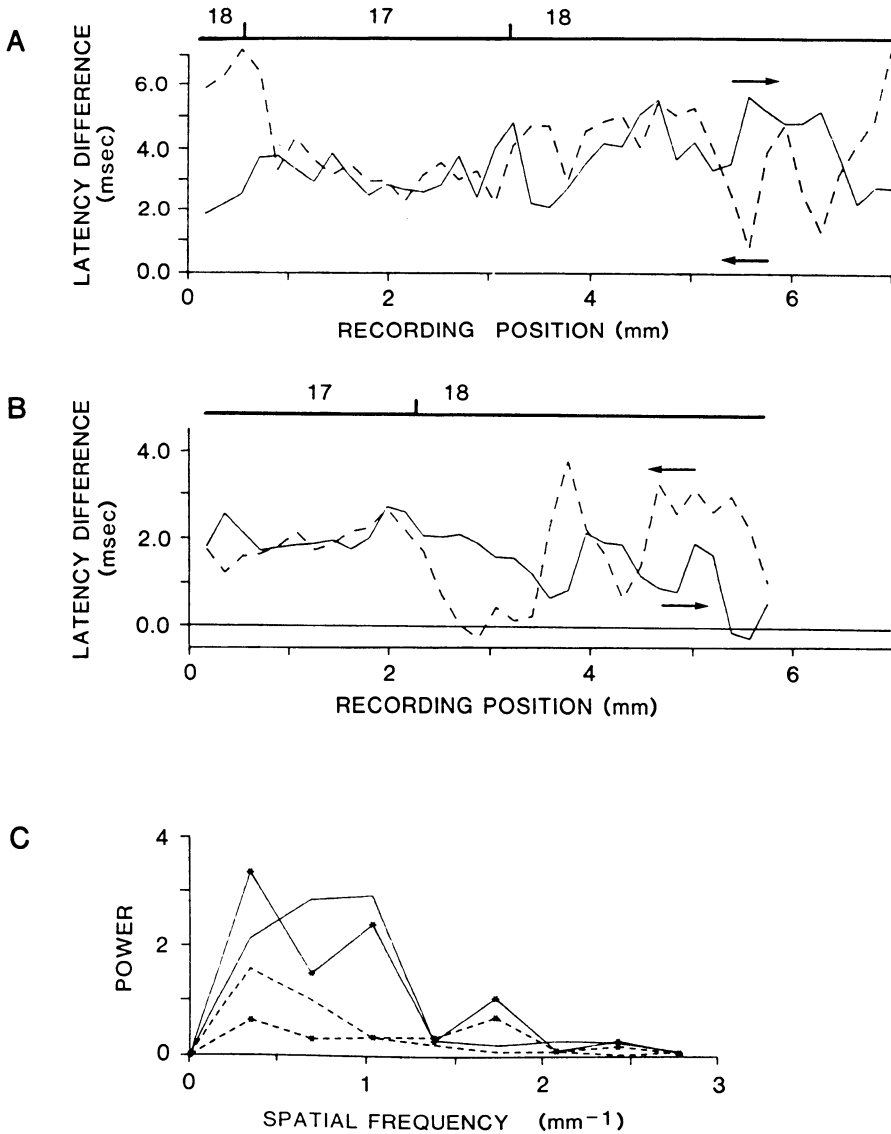 A
18 17 18
LATENCY DIFFERENCE
(msec)
6.0
4.0
2.0
0.0
0 2 4 6
RECORDING POSITION (mm)
B
17 18
LATENCY DIFFERENCE
(msec)
4.0
2.0
0.0
0 2 4 6
RECORDING POSITION (mm)
C
POWER
4
2
0
0 1 2 3
SPATIAL FREQUENCY (mm⁻¹)